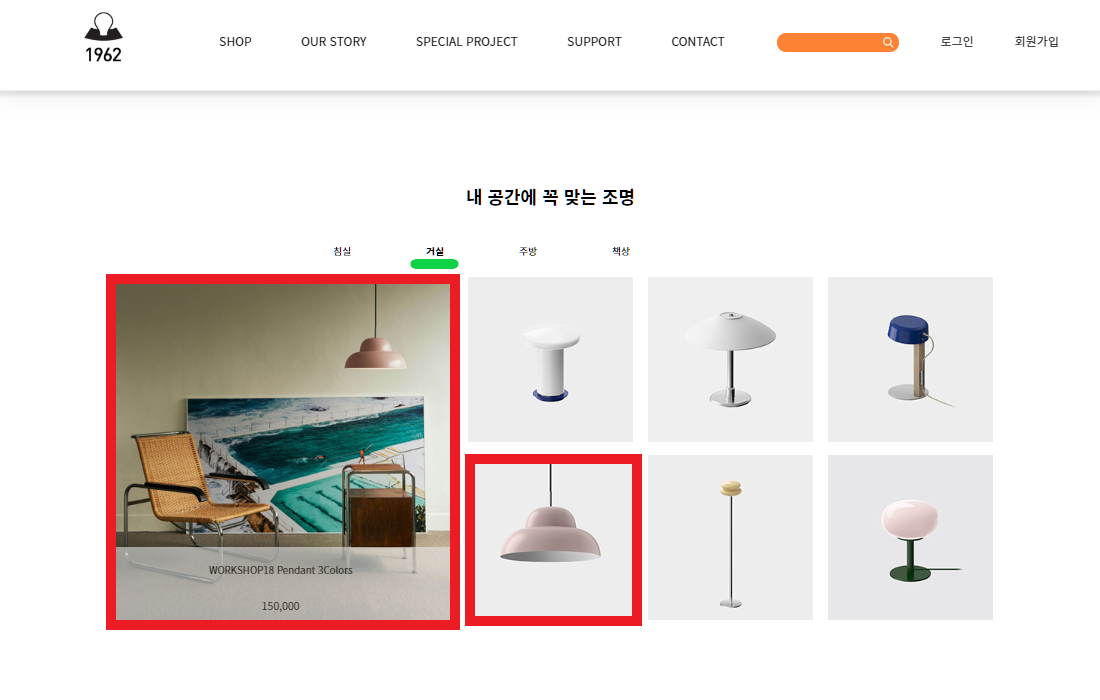 1962
SHOP OUR STORY SPECIAL PROJECT SUPPORT CONTACT 로그인 회원가입
내 공간에 꼭 맞는 조명
침실 거실 주방 책상
WORKSHOP18 Pendant 3Colors
150,000